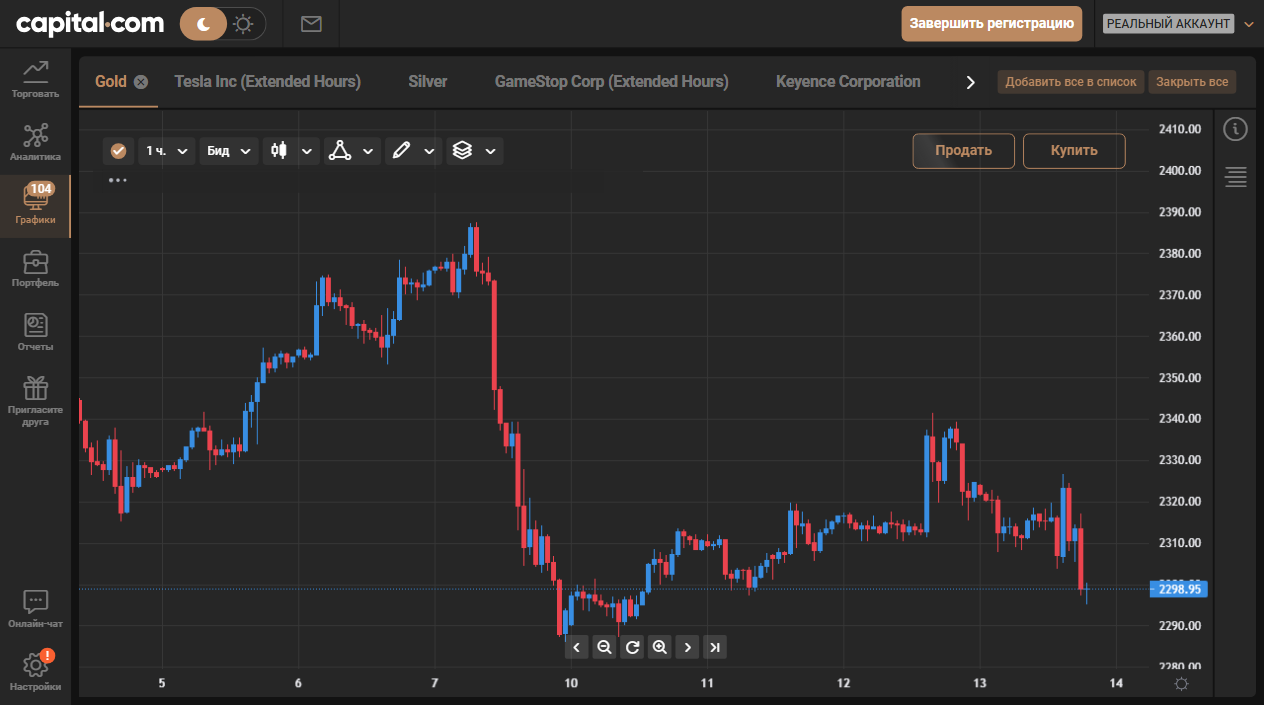 capital.com
Завершить регистрацию
РЕАЛЬНЫЙ АККАУНТ
Торговать
Аналитика
104
Графики
Портфель
Отчеты
Пригласите
друга
Онлайн-чат
!
Настройки
Gold
Tesla Inc (Extended Hours)
Silver
GameStop Corp (Extended Hours)
Keyence Corporation
Добавить все в список
Закрыть все
1 ч.
Бид
Продать
Купить
2410.00
2400.00
2390.00
2380.00
2370.00
2360.00
2350.00
2340.00
2330.00
2320.00
2310.00
2298.95
2290.00
2280.00
5
6
7
10
11
12
13
14